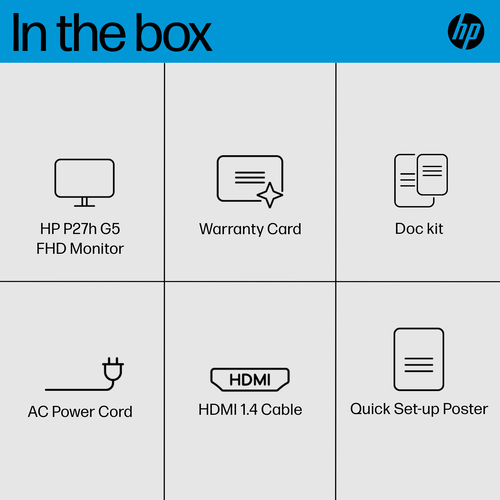 In the box
hp
HP P27h G5
FHD Monitor
Warranty Card
Doc kit
AC Power Cord
HDMI
HDMI 1.4 Cable
Quick Set-up Poster